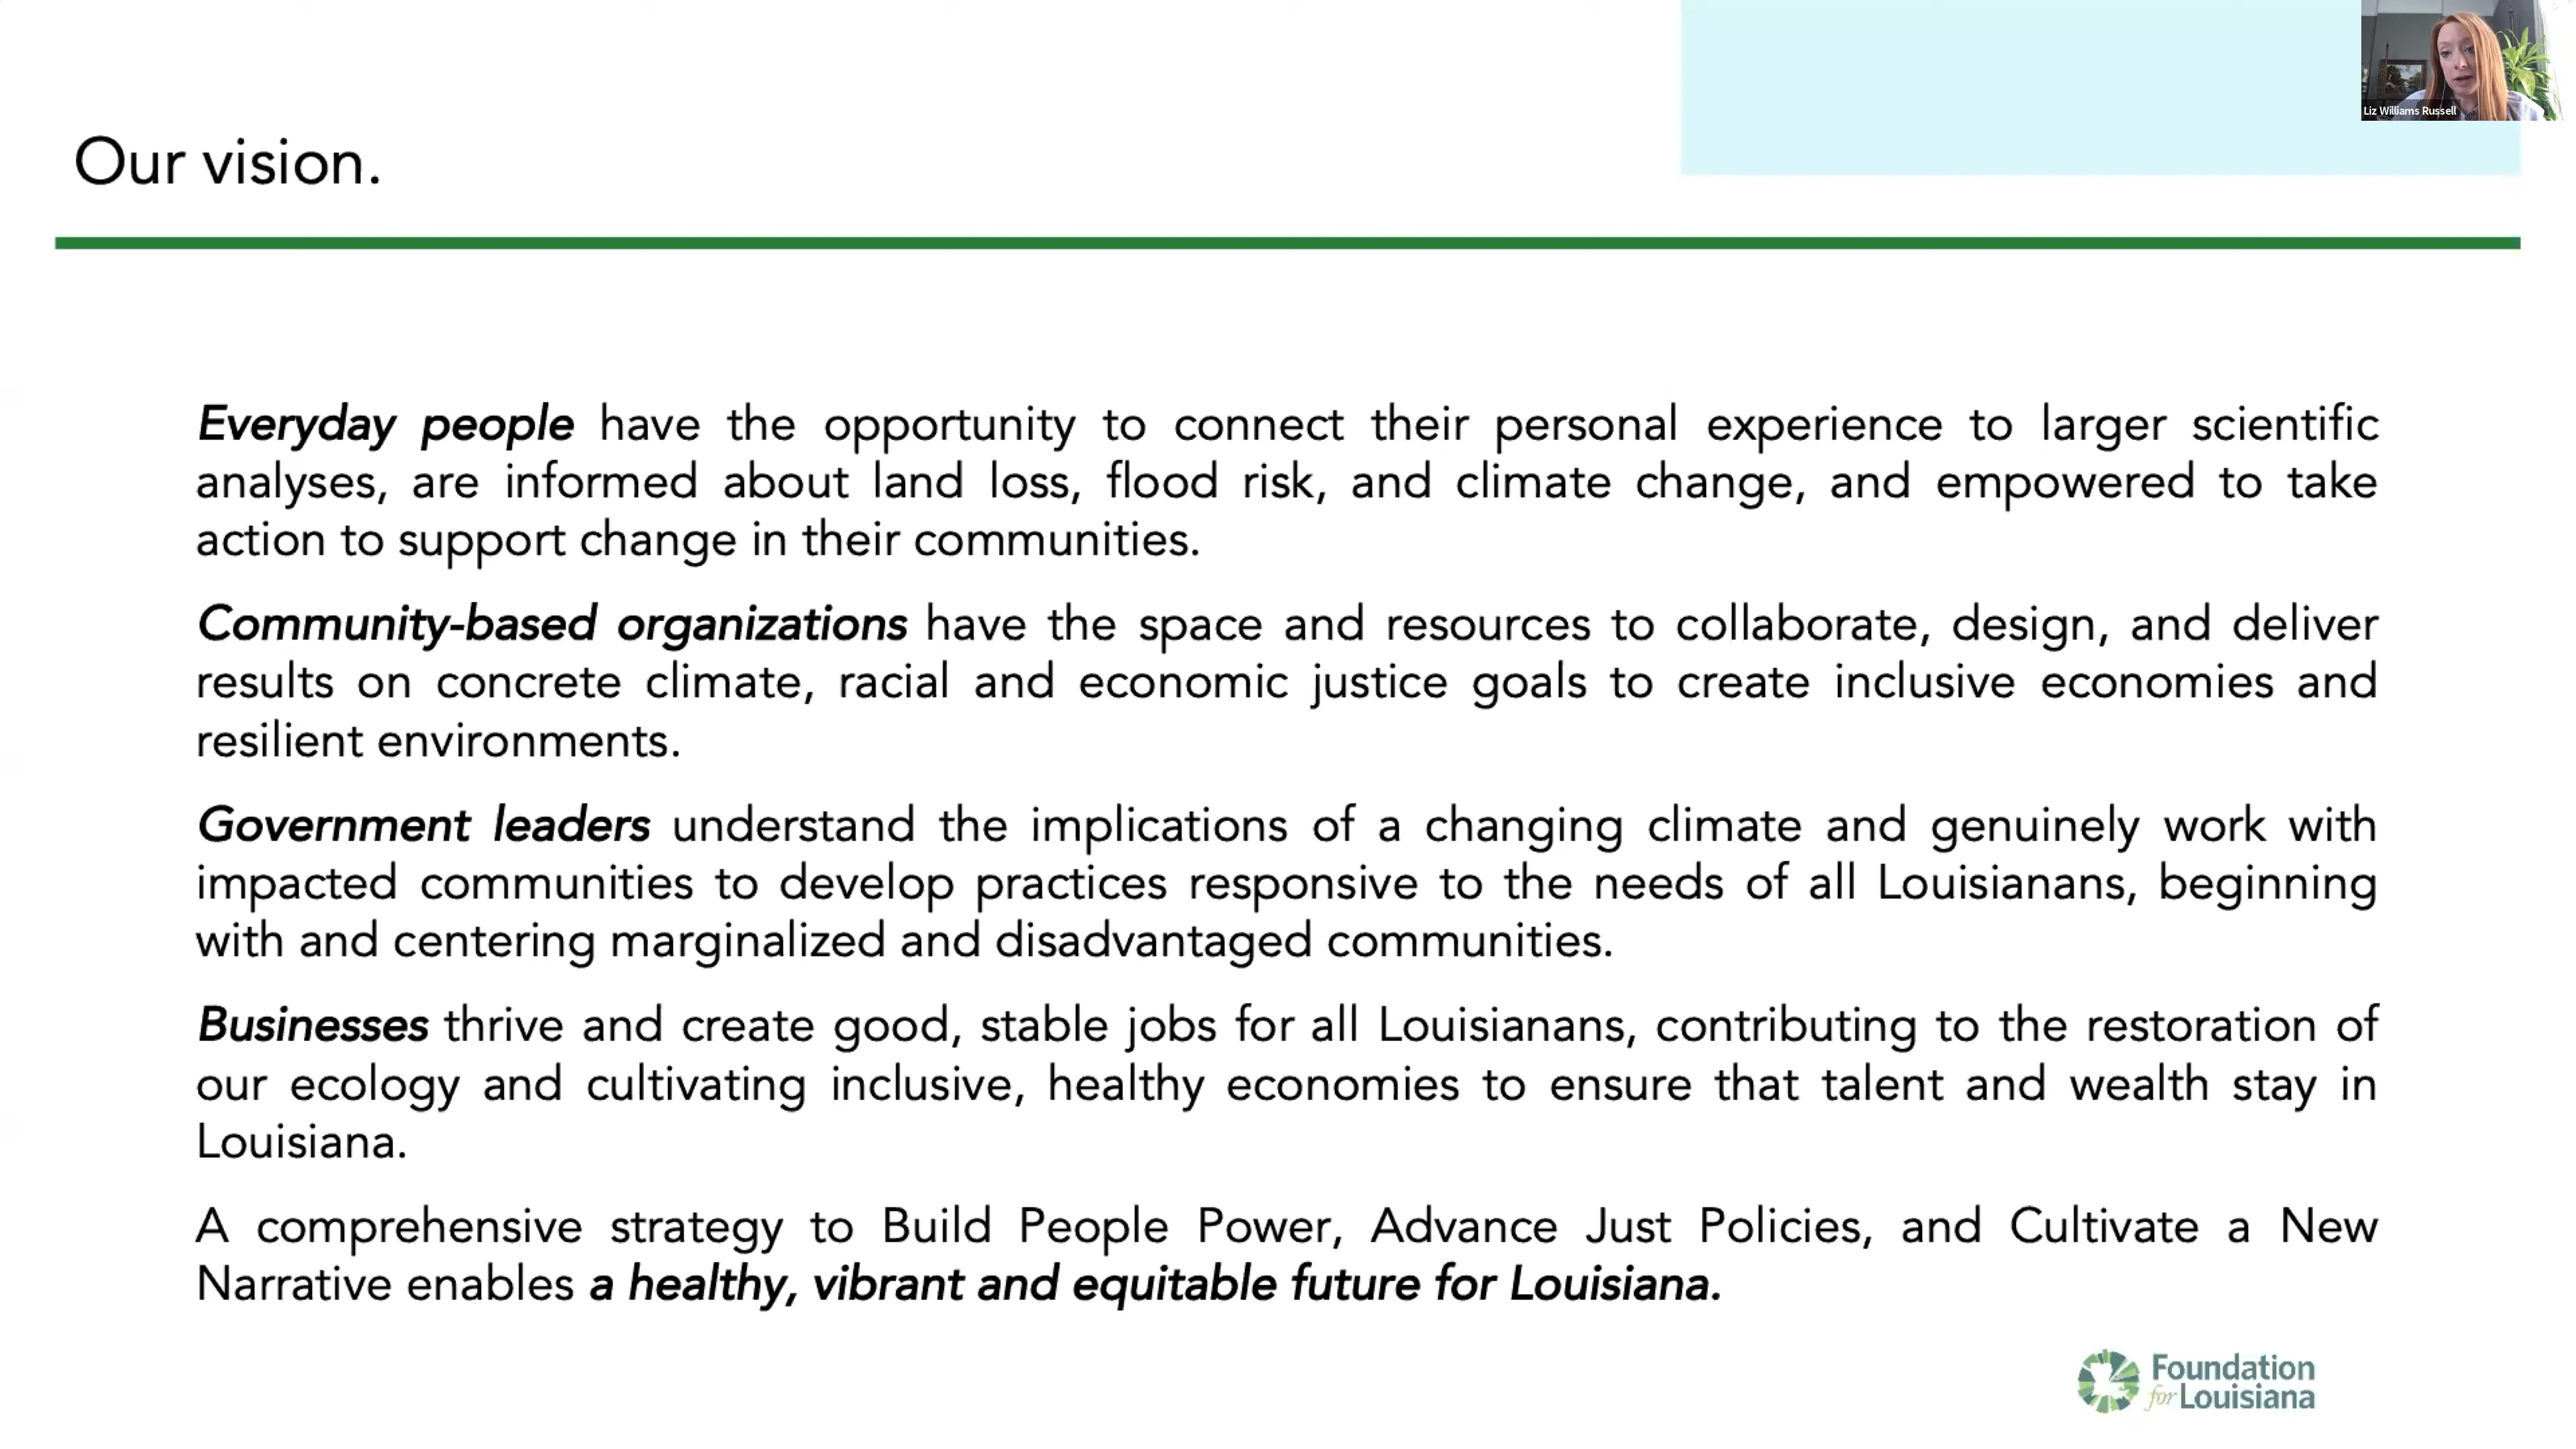 Liz Williams Russell
Our vision.
Everyday people have the opportunity to connect their personal experience to larger scientific
analyses, are informed about land loss, flood risk, and climate change, and empowered to take
action to support change in their communities.
Community-based organizations have the space and resources to collaborate, design, and deliver
results on concrete climate, racial and economic justice goals to create inclusive economies and
resilient environments.
Government leaders understand the implications of a changing climate and genuinely work with
impacted communities to develop practices responsive to the needs of all Louisianans, beginning
with and centering marginalized and disadvantaged communities.
Businesses thrive and create good, stable jobs for all Louisianans, contributing to the restoration of
our ecology and cultivating inclusive, healthy economies to ensure that talent and wealth stay in
Louisiana.
A comprehensive strategy to Build People Power, Advance Just Policies, and Cultivate a New
Narrative enables a healthy, vibrant and equitable future for Louisiana.
Foundation
for Louisiana